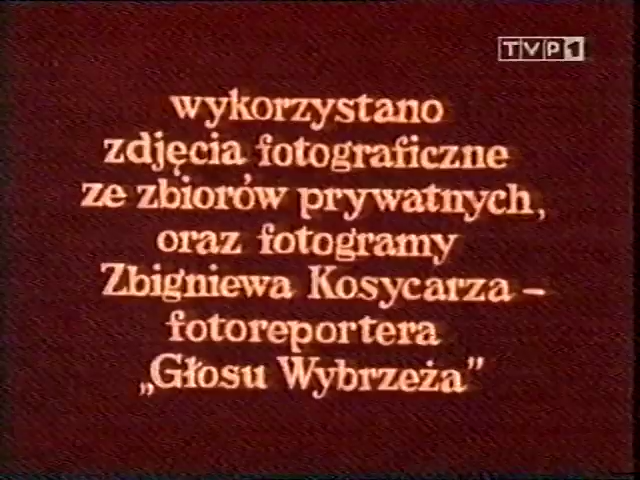 TVP1
wykorzystano
zdjęcia fotograficzne
ze zbiorów prywatnych,
oraz fotogramy
Zbigniewa Kosycarza –
fotoreportera
„Głosu Wybrzeża”